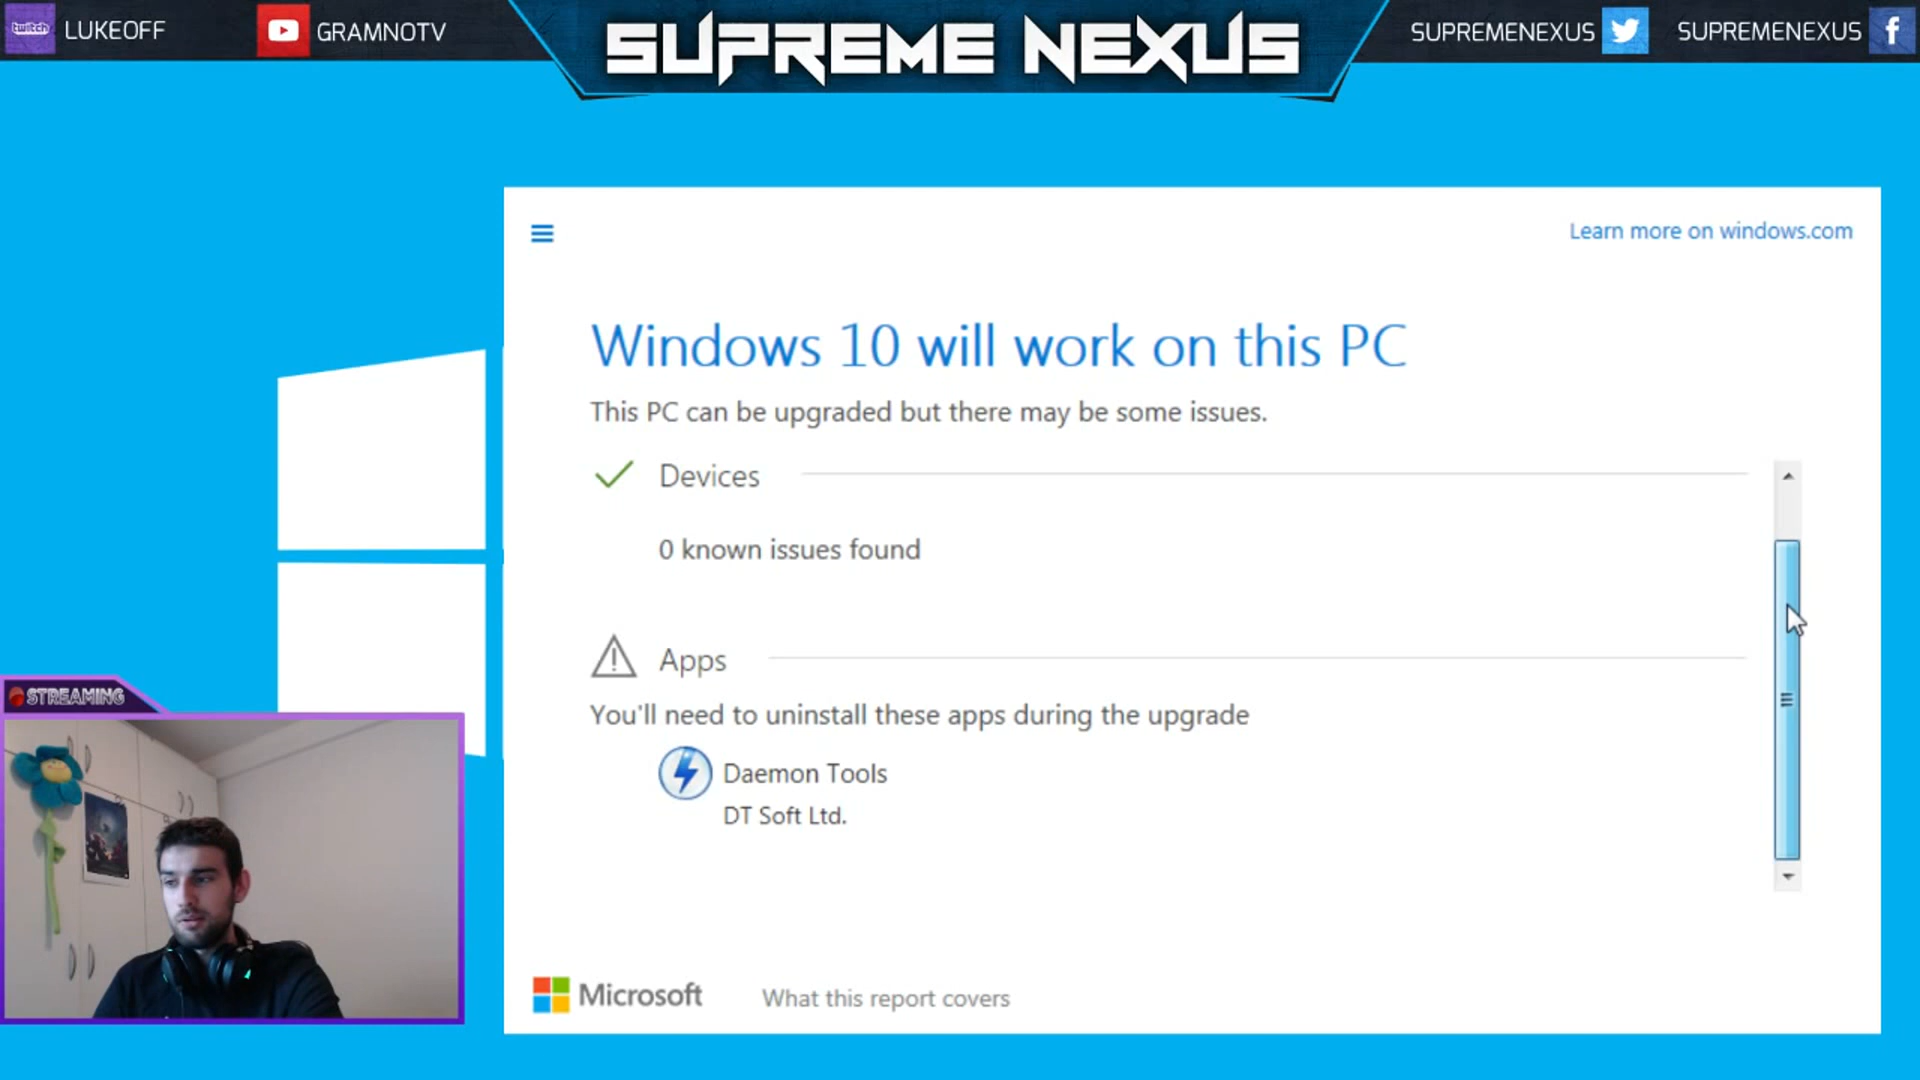 twitch LUKEOFF GRAMNOTV SUPREME NEXUS SUPREMENEXUS SUPREMENEXUS f
Learn more on windows.com
Windows 10 will work on this PC
This PC can be upgraded but there may be some issues.
Devices
0 known issues found
Apps
You'll need to uninstall these apps during the upgrade
Daemon Tools
DT Soft Ltd.
STREAMING
Microsoft What this report covers